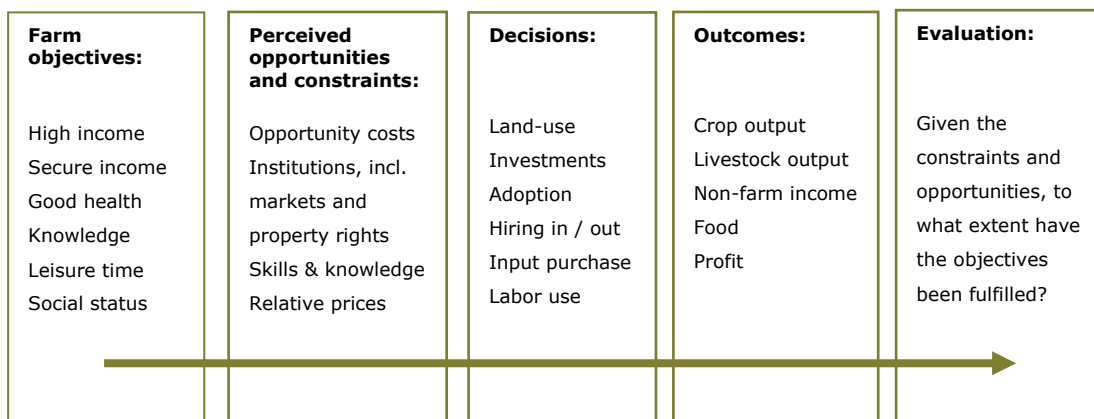 Farm
objectives:
High income
Secure income
Good health
Knowledge
Leisure time
Social status
Perceived
opportunities
and constraints:
Opportunity costs
Institutions, incl.
markets and
property rights
Skills & knowledge
Relative prices
Decisions:
Land-use
Investments
Adoption
Hiring in / out
Input purchase
Labor use
Outcomes:
Crop output
Livestock output
Non-farm income
Food
Profit
Evaluation:
Given the
constraints and
opportunities, to
what extent have
the objectives
been fulfilled?